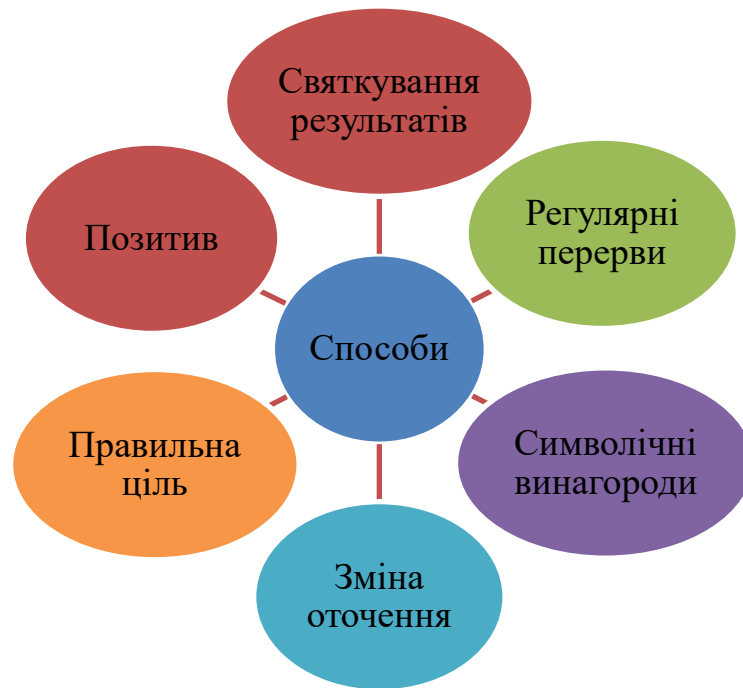 Святкування
результатів
Регулярні
перерви
Позитив
Способи
Правильна
ціль
Символічні
винагороди
Зміна
оточення